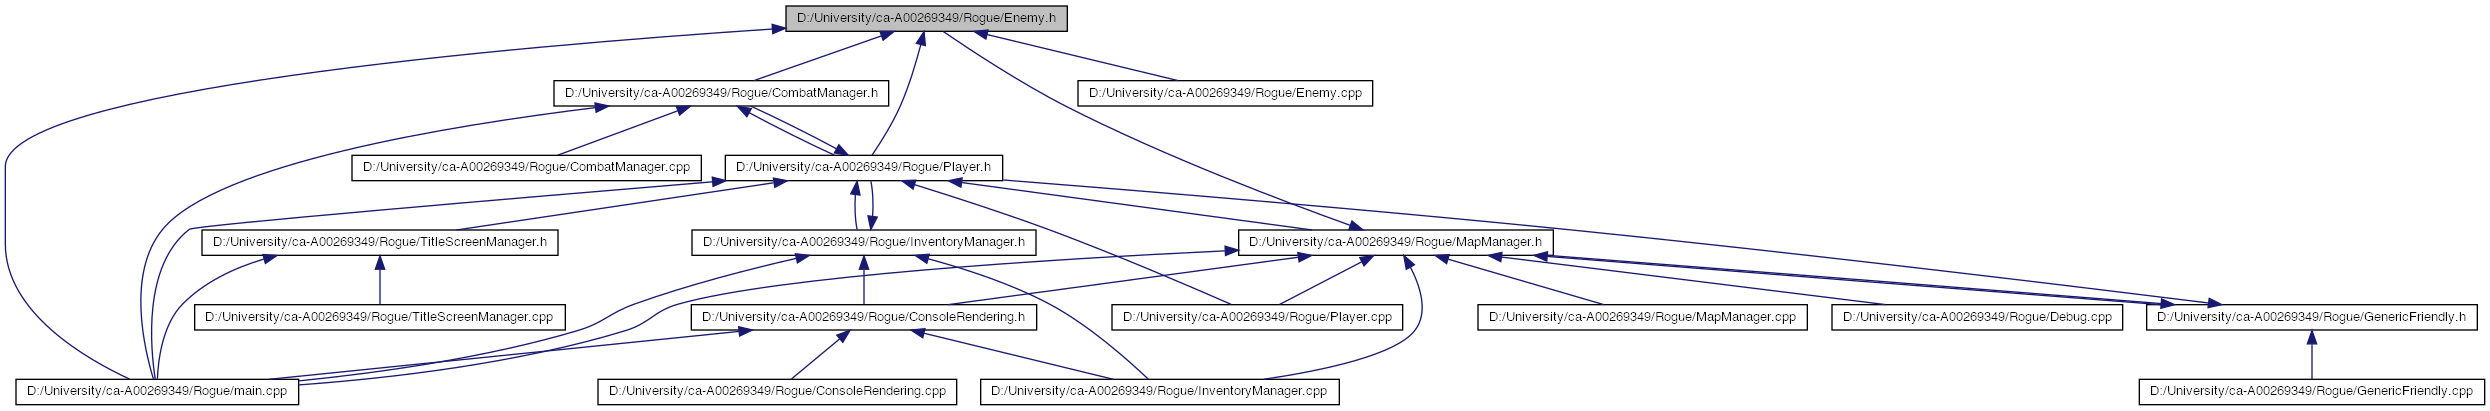 D:/University/ca-A00269349/Rogue/Enemy.h
D:/University/ca-A00269349/Rogue/CombatManager.h
D:/University/ca-A00269349/Rogue/Enemy.cpp
D:/University/ca-A00269349/Rogue/CombatManager.cpp
D:/University/ca-A00269349/Rogue/Player.h
D:/University/ca-A00269349/Rogue/TitleScreenManager.h
D:/University/ca-A00269349/Rogue/InventoryManager.h
D:/University/ca-A00269349/Rogue/MapManager.h
D:/University/ca-A00269349/Rogue/TitleScreenManager.cpp
D:/University/ca-A00269349/Rogue/ConsoleRendering.h
D:/University/ca-A00269349/Rogue/Player.cpp
D:/University/ca-A00269349/Rogue/MapManager.cpp
D:/University/ca-A00269349/Rogue/Debug.cpp
D:/University/ca-A00269349/Rogue/GenericFriendly.h
D:/University/ca-A00269349/Rogue/main.cpp
D:/University/ca-A00269349/Rogue/ConsoleRendering.cpp
D:/University/ca-A00269349/Rogue/InventoryManager.cpp
D:/University/ca-A00269349/Rogue/GenericFriendly.cpp